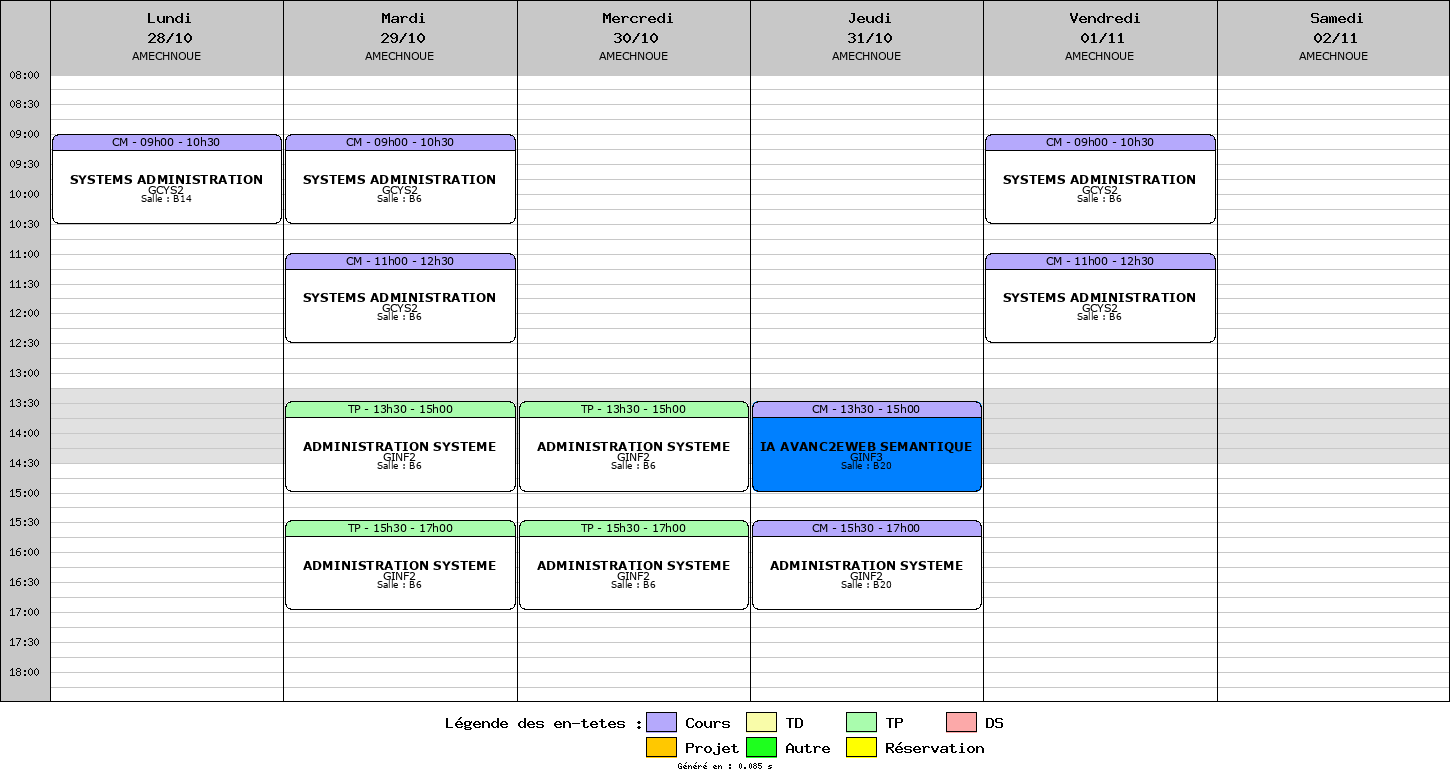 Lundi
28/10
AMECHNOUE
Mardi
29/10
AMECHNOUE
Mercredi
30/10
AMECHNOUE
Jeudi
31/10
AMECHNOUE
Vendredi
01/11
AMECHNOUE
Samedi
02/11
AMECHNOUE
08:00
08:30
09:00
09:30
10:00
10:30
11:00
11:30
12:00
12:30
13:00
13:30
14:00
14:30
15:00
15:30
16:00
16:30
17:00
17:30
18:00
CM - 09h00 - 10h30
SYSTEMS ADMINISTRATION
GCYS2
Salle : B14
CM - 09h00 - 10h30
SYSTEMS ADMINISTRATION
GCYS2
Salle : B6
CM - 11h00 - 12h30
SYSTEMS ADMINISTRATION
GCYS2
Salle : B6
TP - 13h30 - 15h00
ADMINISTRATION SYSTEME
GINF2
Salle : B6
TP - 15h30 - 17h00
ADMINISTRATION SYSTEME
GINF2
Salle : B6
TP - 13h30 - 15h00
ADMINISTRATION SYSTEME
GINF2
Salle : B6
TP - 15h30 - 17h00
ADMINISTRATION SYSTEME
GINF2
Salle : B6
CM - 13h30 - 15h00
IA AVANC2EWEB SEMANTIQUE
GINF3
Salle : B20
CM - 15h30 - 17h00
ADMINISTRATION SYSTEME
GINF2
Salle : B20
CM - 09h00 - 10h30
SYSTEMS ADMINISTRATION
GCYS2
Salle : B6
CM - 11h00 - 12h30
SYSTEMS ADMINISTRATION
GCYS2
Salle : B6
Légende des en-tetes : Cours TD TP DS
Projet Autre Réservation
Généré en : 0.085 s